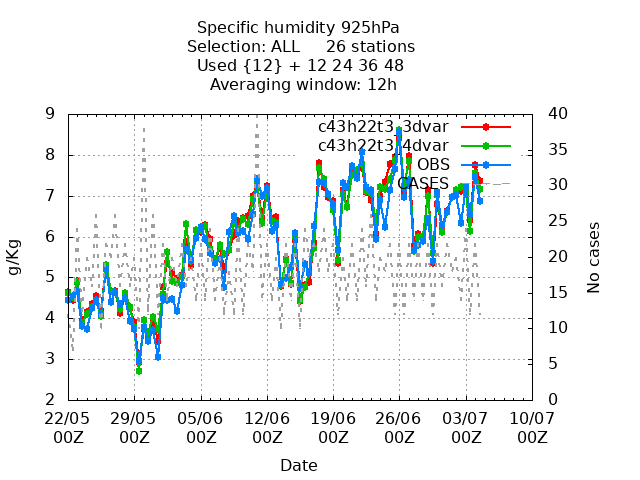 Specific humidity 925hPa
Selection: ALL     26 stations
Used {12} + 12 24 36 48
Averaging window: 12h
c43h22t3_3dvar
c43h22t3_4dvar
OBS
CASES
9
8
7
6
5
4
3
2
g/Kg
40
35
30
25
20
15
10
5
0
No cases
22/05 29/05 05/06 12/06 19/06 26/06 03/07 10/07
00Z 00Z 00Z 00Z 00Z 00Z 00Z 00Z
Date